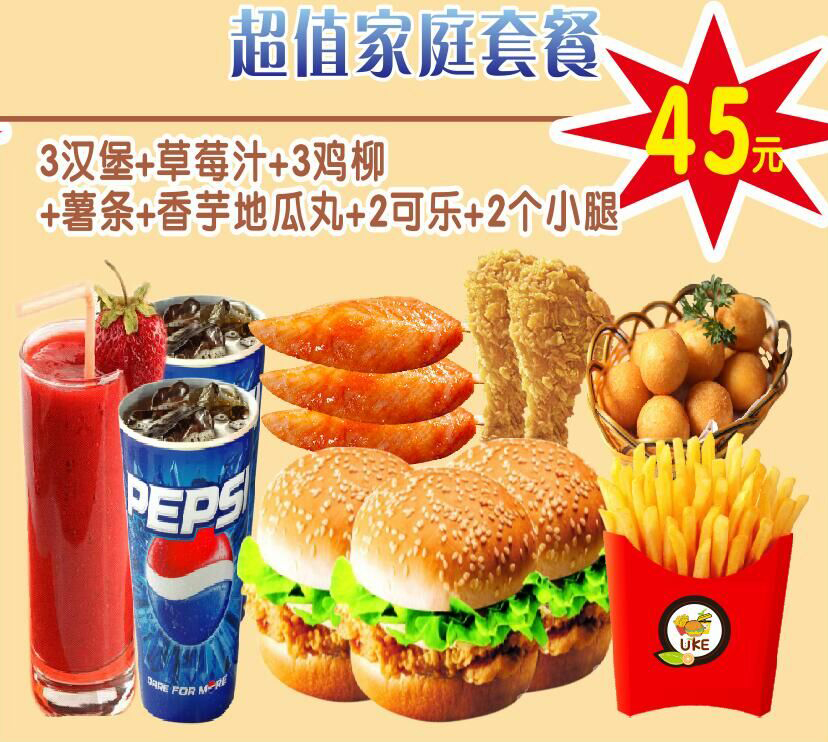 超值家庭套餐
45元
3汉堡+草莓汁+3鸡柳
+薯条+香芋地瓜丸+2可乐+2个小腿
PEPSI
DARE FOR MORE
UKE